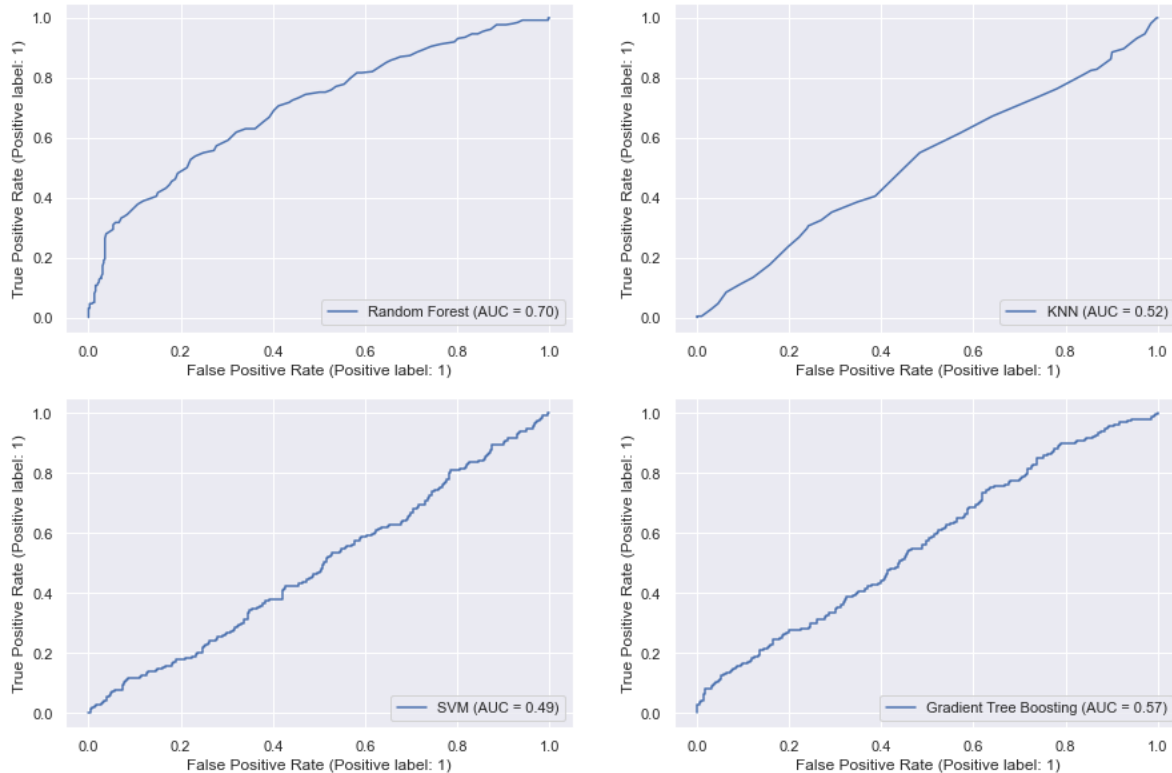 True Positive Rate (Positive label: 1)
1.0
0.8
0.6
0.4
0.2
0.0
Random Forest (AUC = 0.70)
0.0 0.2 0.4 0.6 0.8 1.0
False Positive Rate (Positive label: 1)
True Positive Rate (Positive label: 1)
1.0
0.8
0.6
0.4
0.2
0.0
KNN (AUC = 0.52)
0.0 0.2 0.4 0.6 0.8 1.0
False Positive Rate (Positive label: 1)
True Positive Rate (Positive label: 1)
1.0
0.8
0.6
0.4
0.2
0.0
SVM (AUC = 0.49)
0.0 0.2 0.4 0.6 0.8 1.0
False Positive Rate (Positive label: 1)
True Positive Rate (Positive label: 1)
1.0
0.8
0.6
0.4
0.2
0.0
Gradient Tree Boosting (AUC = 0.57)
0.0 0.2 0.4 0.6 0.8 1.0
False Positive Rate (Positive label: 1)